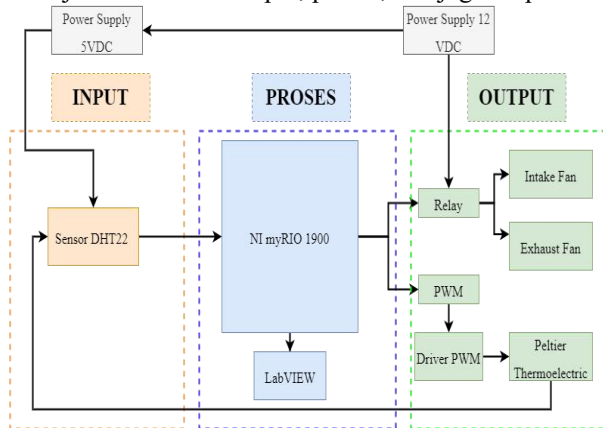 Power Supply
5VDC
Power Supply 12
VDC
INPUT
PROSES
OUTPUT
Sensor DHT22
NI myRIO 1900
LabVIEW
Relay
Intake Fan
Exhaust Fan
PWM
Driver PWM
Peltier
Thermoelectric